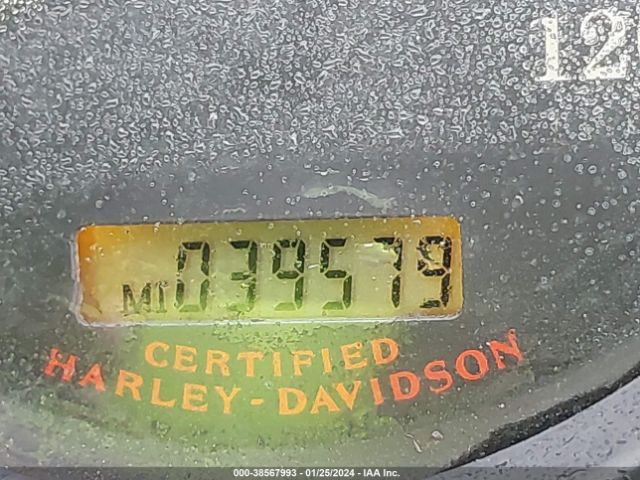 12
MI 039579
CERTIFIED
HARLEY-DAVIDSON
000-38567993 - 01/25/2024 - IAA Inc.